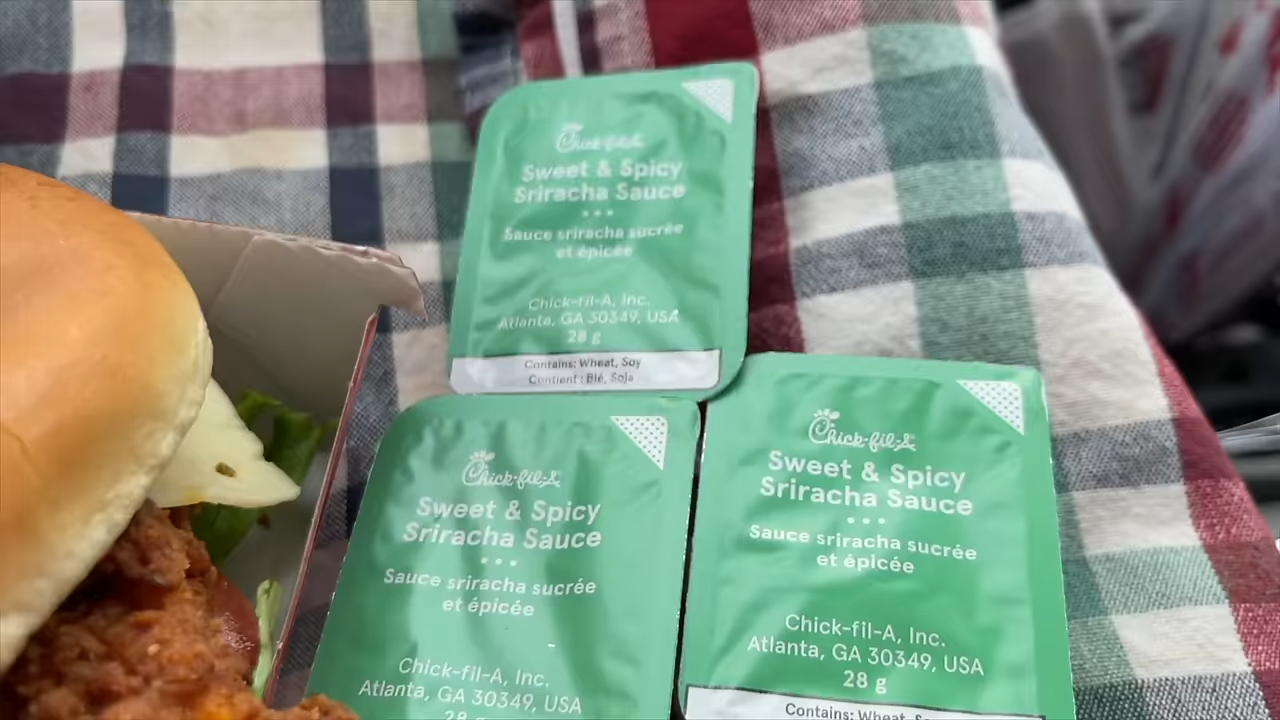 Chick-fil-A
Sweet & Spicy
Sriracha Sauce
Sauce sriracha sucrée
et épicée
Chick-fil-A, Inc.
Atlanta, GA 30349, USA
28 g
Contains: Wheat, Soy
Contient : Blé, Soja
Chick-fil-A
Sweet & Spicy
Sriracha Sauce
Sauce sriracha sucrée
et épicée
Chick-fil-A, Inc.
Atlanta, GA 30349, USA
28 g
Chick-fil-A
Sweet & Spicy
Sriracha Sauce
Sauce sriracha sucrée
et épicée
Chick-fil-A, Inc.
Atlanta, GA 30349, USA
28 g
Contains: Wheat,